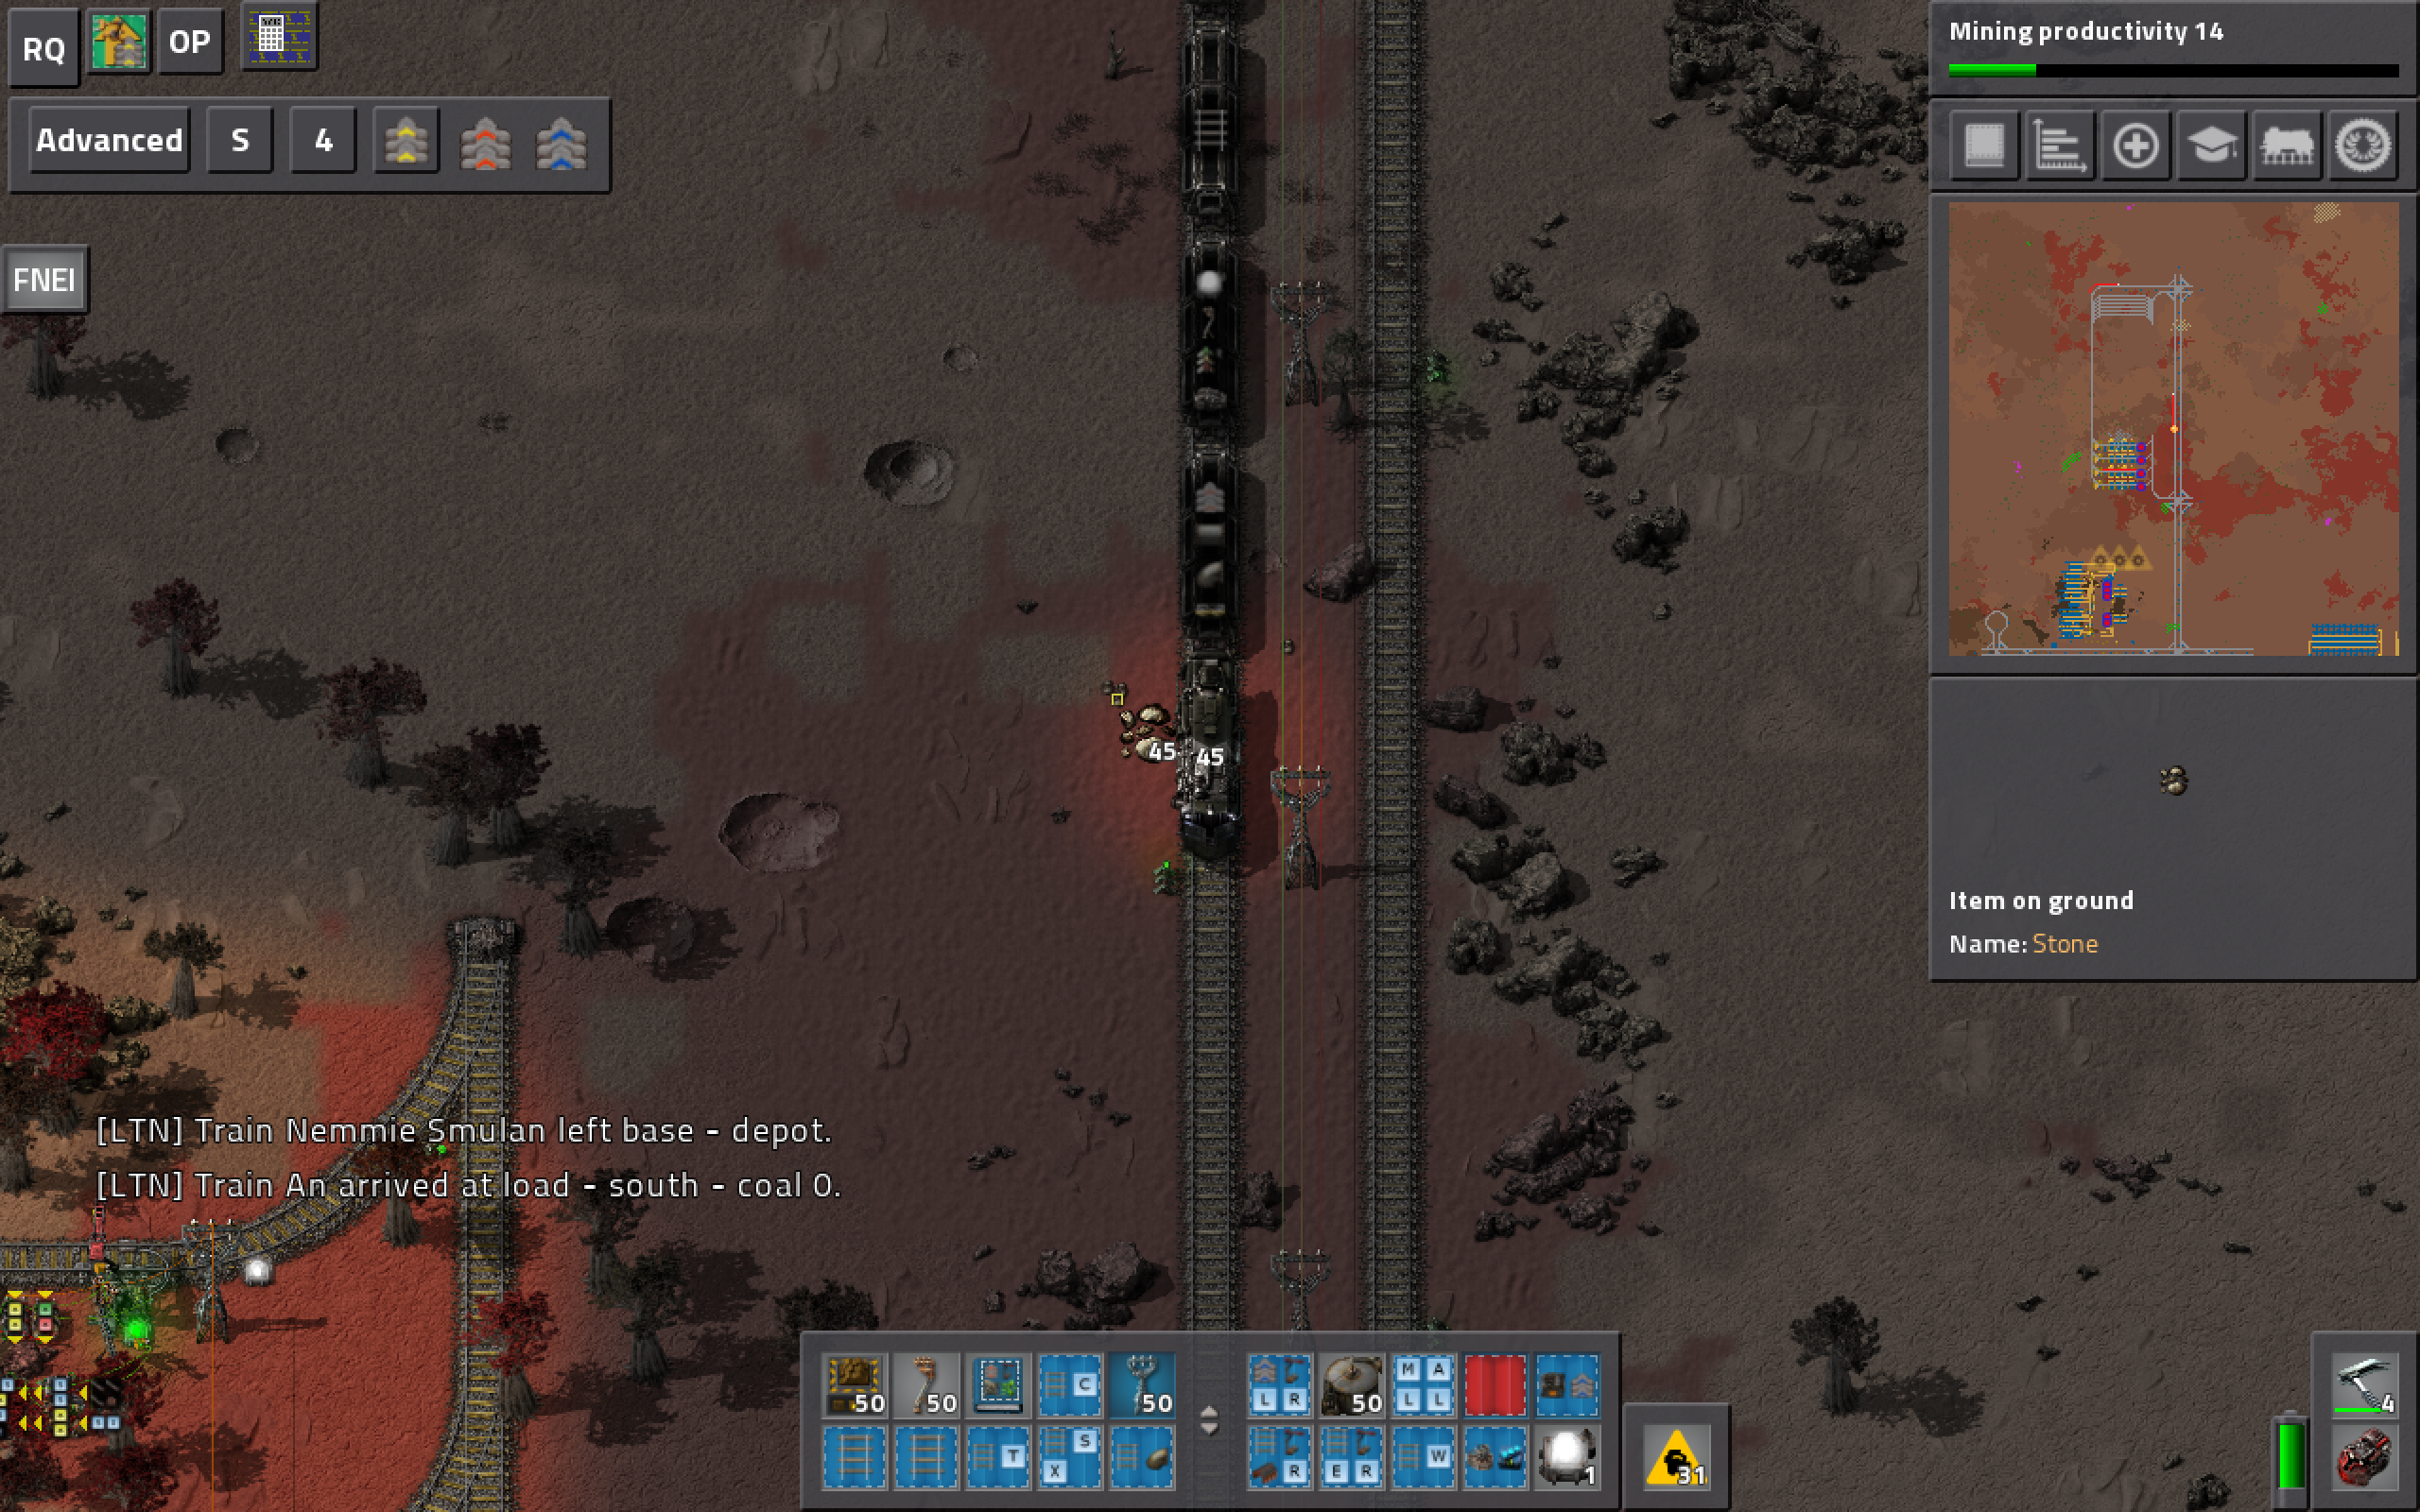 RQ
OP
Advanced
S
4
FNEI
Mining productivity 14
Item on ground
Name: Stone
45
45
[LTN] Train Nemmie Smulan left base - depot.
[LTN] Train An arrived at load - south - coal 0.
50
50
C
50
L R
50
M A
L L
T
S
X
R
E R
W
1
31
4